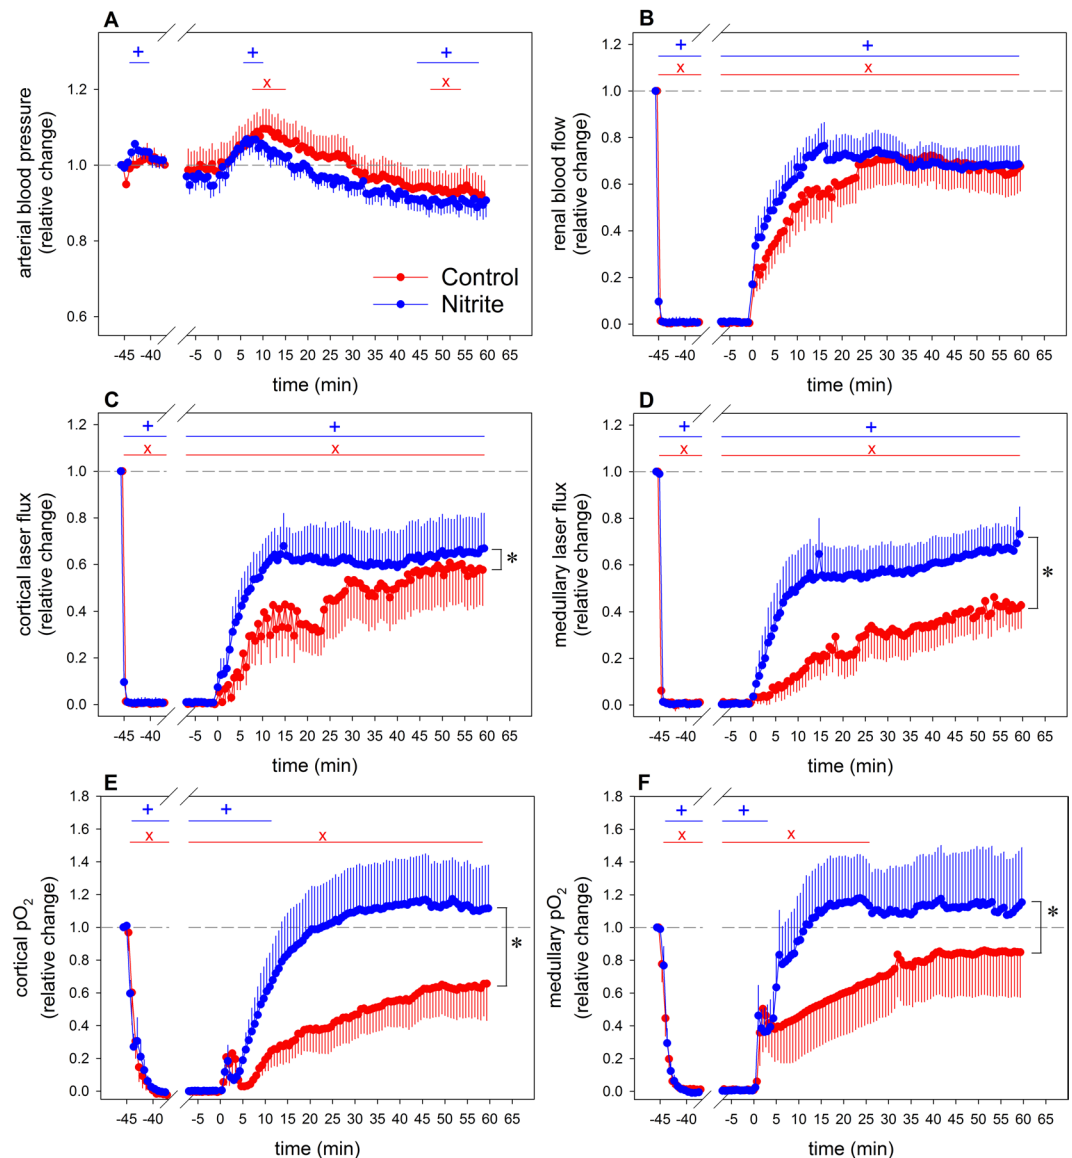 A
+ + +
x x
arterial blood pressure
(relative change)
1.2
1.0
0.8
0.6
Control
Nitrite
-45 -40 -5 0 5 10 15 20 25 30 35 40 45 50 55 60 65
time (min)
B
+ +
x x
renal blood flow
(relative change)
1.2
1.0
0.8
0.6
0.4
0.2
0.0
-45 -40 -5 0 5 10 15 20 25 30 35 40 45 50 55 60 65
time (min)
C
+ +
x x
cortical laser flux
(relative change)
1.2
1.0
0.8
0.6
0.4
0.2
0.0
*
-45 -40 -5 0 5 10 15 20 25 30 35 40 45 50 55 60 65
time (min)
D
+ +
x x
medullary laser flux
(relative change)
1.2
1.0
0.8
0.6
0.4
0.2
0.0
*
-45 -40 -5 0 5 10 15 20 25 30 35 40 45 50 55 60 65
time (min)
E
+ +
x x
cortical pO2
(relative change)
1.8
1.6
1.4
1.2
1.0
0.8
0.6
0.4
0.2
0.0
*
-45 -40 -5 0 5 10 15 20 25 30 35 40 45 50 55 60 65
time (min)
F
+ +
x x
medullary pO2
(relative change)
1.8
1.6
1.4
1.2
1.0
0.8
0.6
0.4
0.2
0.0
*
-45 -40 -5 0 5 10 15 20 25 30 35 40 45 50 55 60 65
time (min)